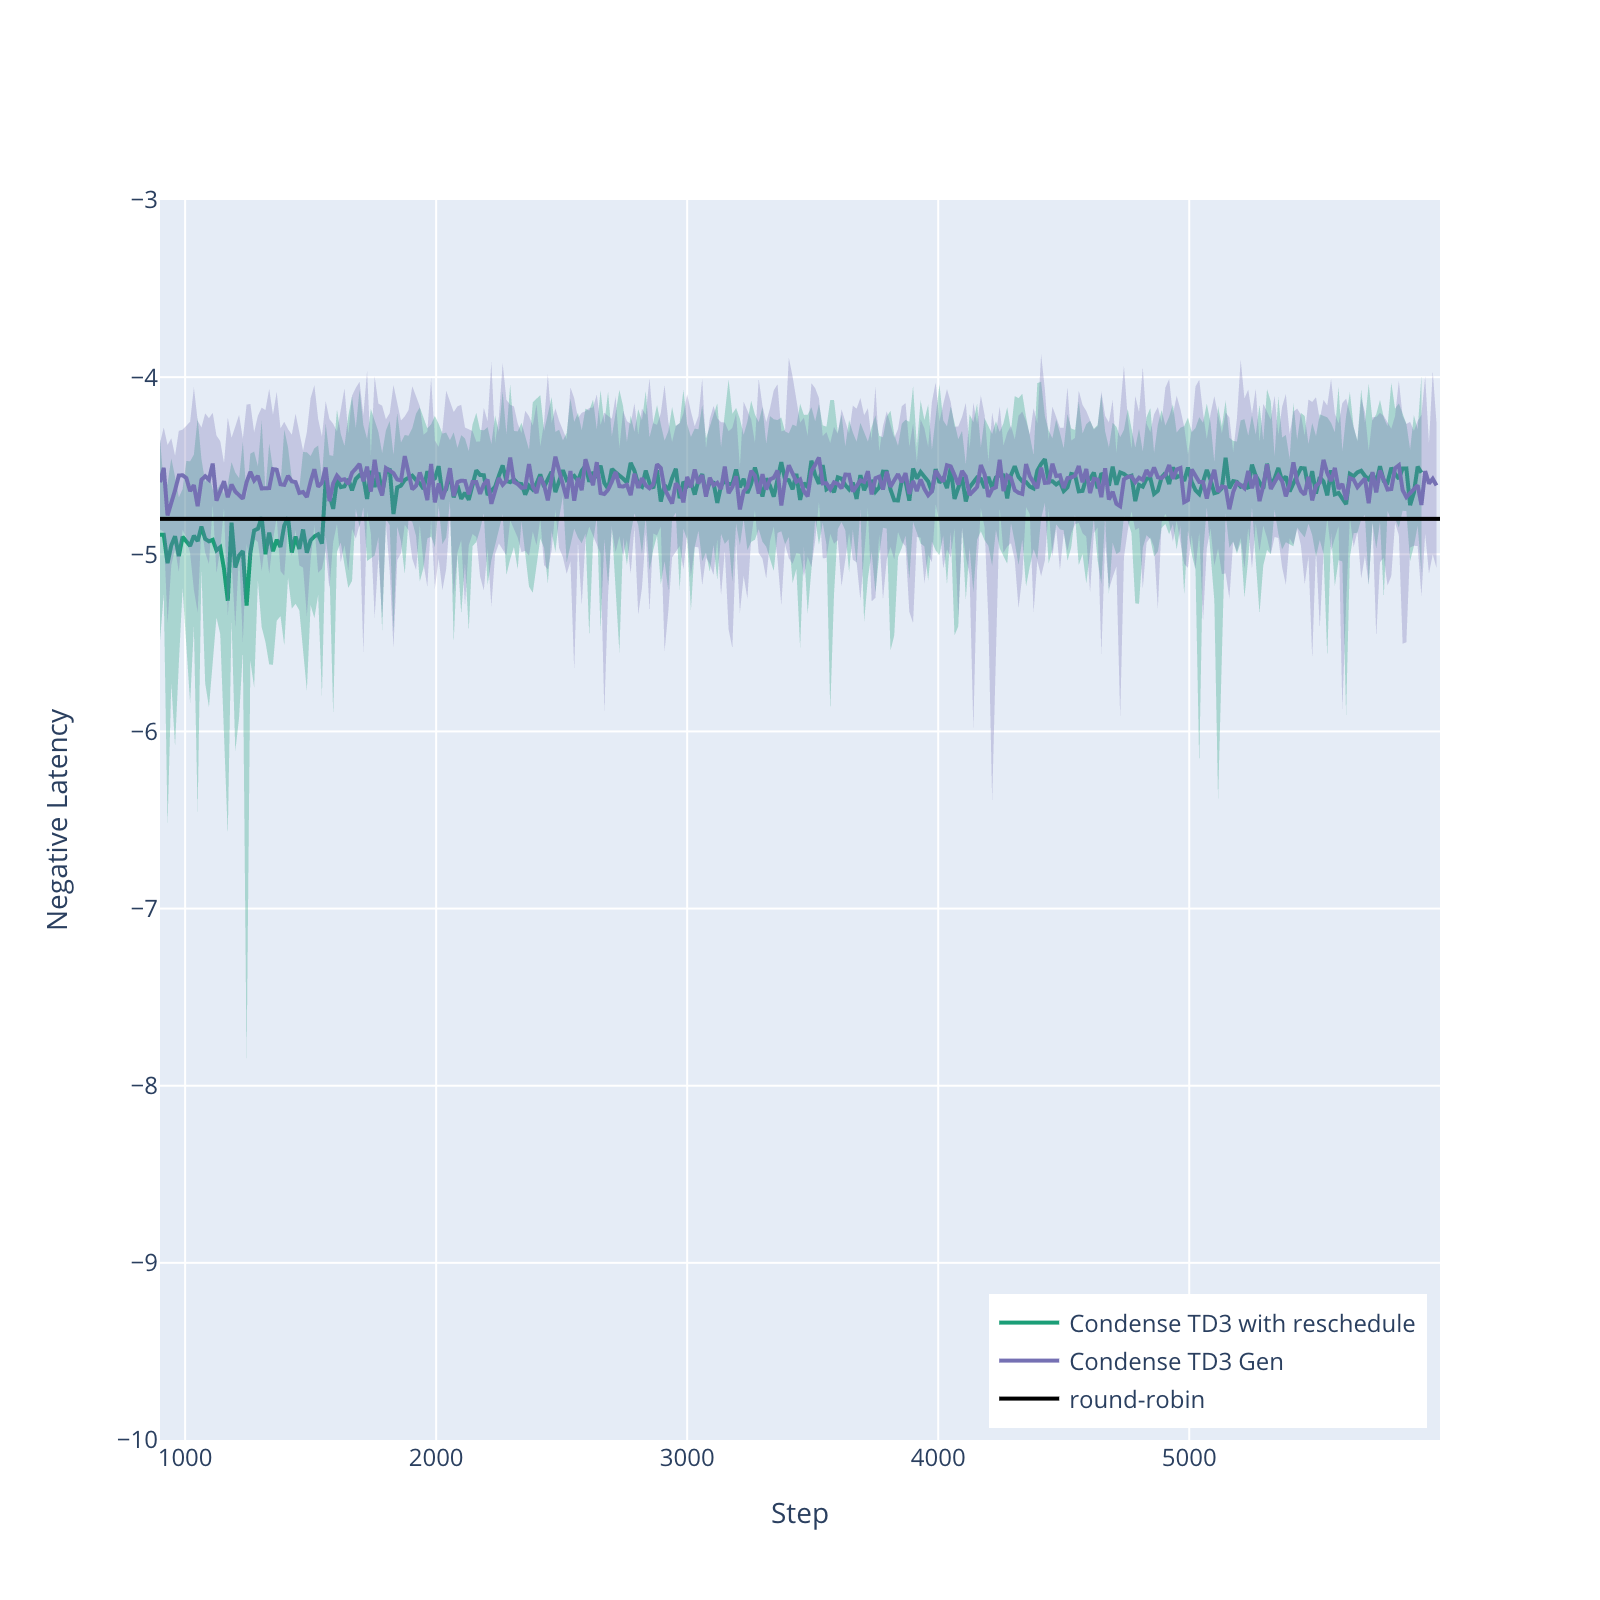 −3
−4
−5
−6
−7
−8
−9
−10
1000 2000 3000 4000 5000
Step
Negative Latency
Condense TD3 with reschedule
Condense TD3 Gen
round-robin